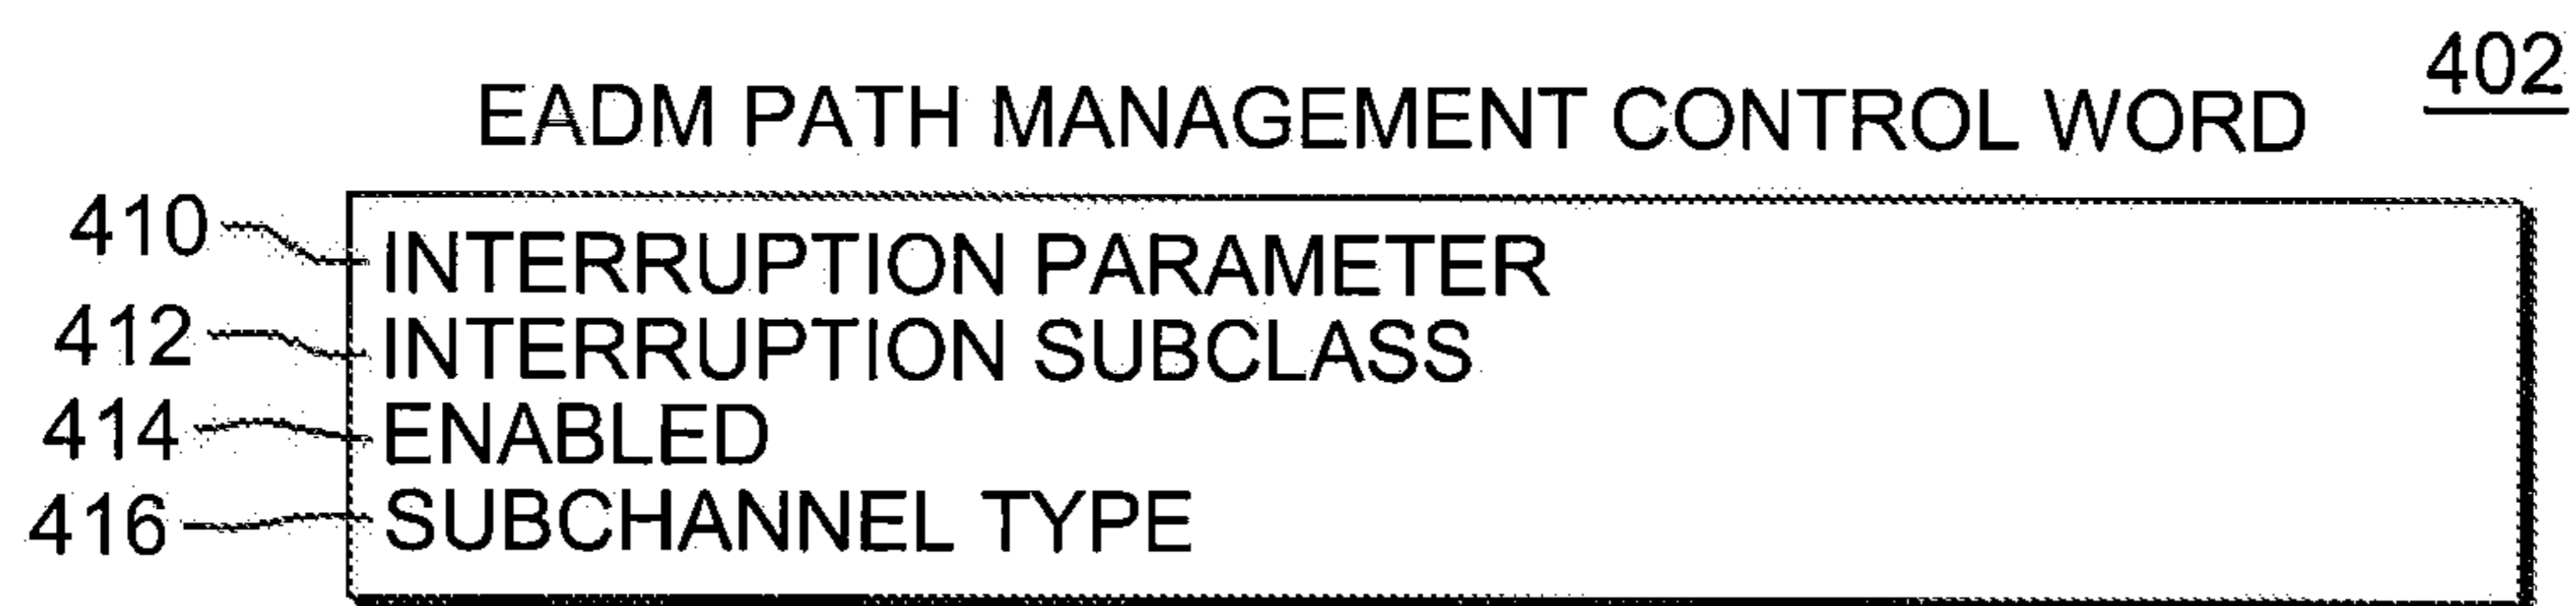 402
EADM PATH MANAGEMENT CONTROL WORD
410 INTERRUPTION PARAMETER
412 INTERRUPTION SUBCLASS
414 ENABLED
416 SUBCHANNEL TYPE